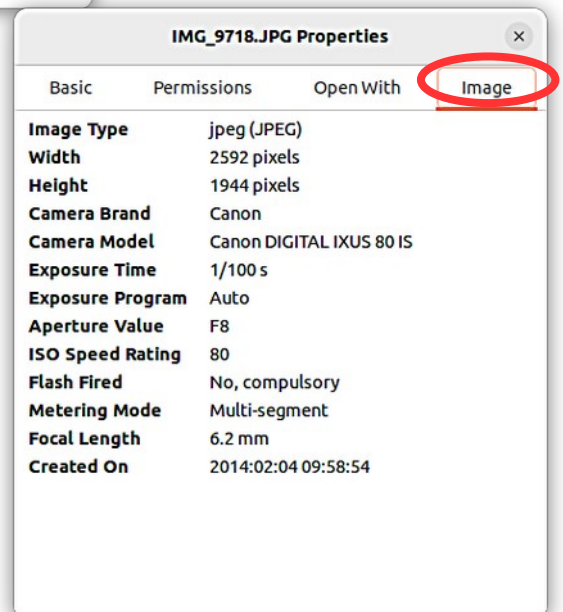 IMG_9718.JPG Properties
Basic Permissions Open With Image
Image Type jpeg (JPEG)
Width 2592 pixels
Height 1944 pixels
Camera Brand Canon
Camera Model Canon DIGITAL IXUS 80 IS
Exposure Time 1/100 s
Exposure Program Auto
Aperture Value F8
ISO Speed Rating 80
Flash Fired No, compulsory
Metering Mode Multi-segment
Focal Length 6.2 mm
Created On 2014:02:04 09:58:54